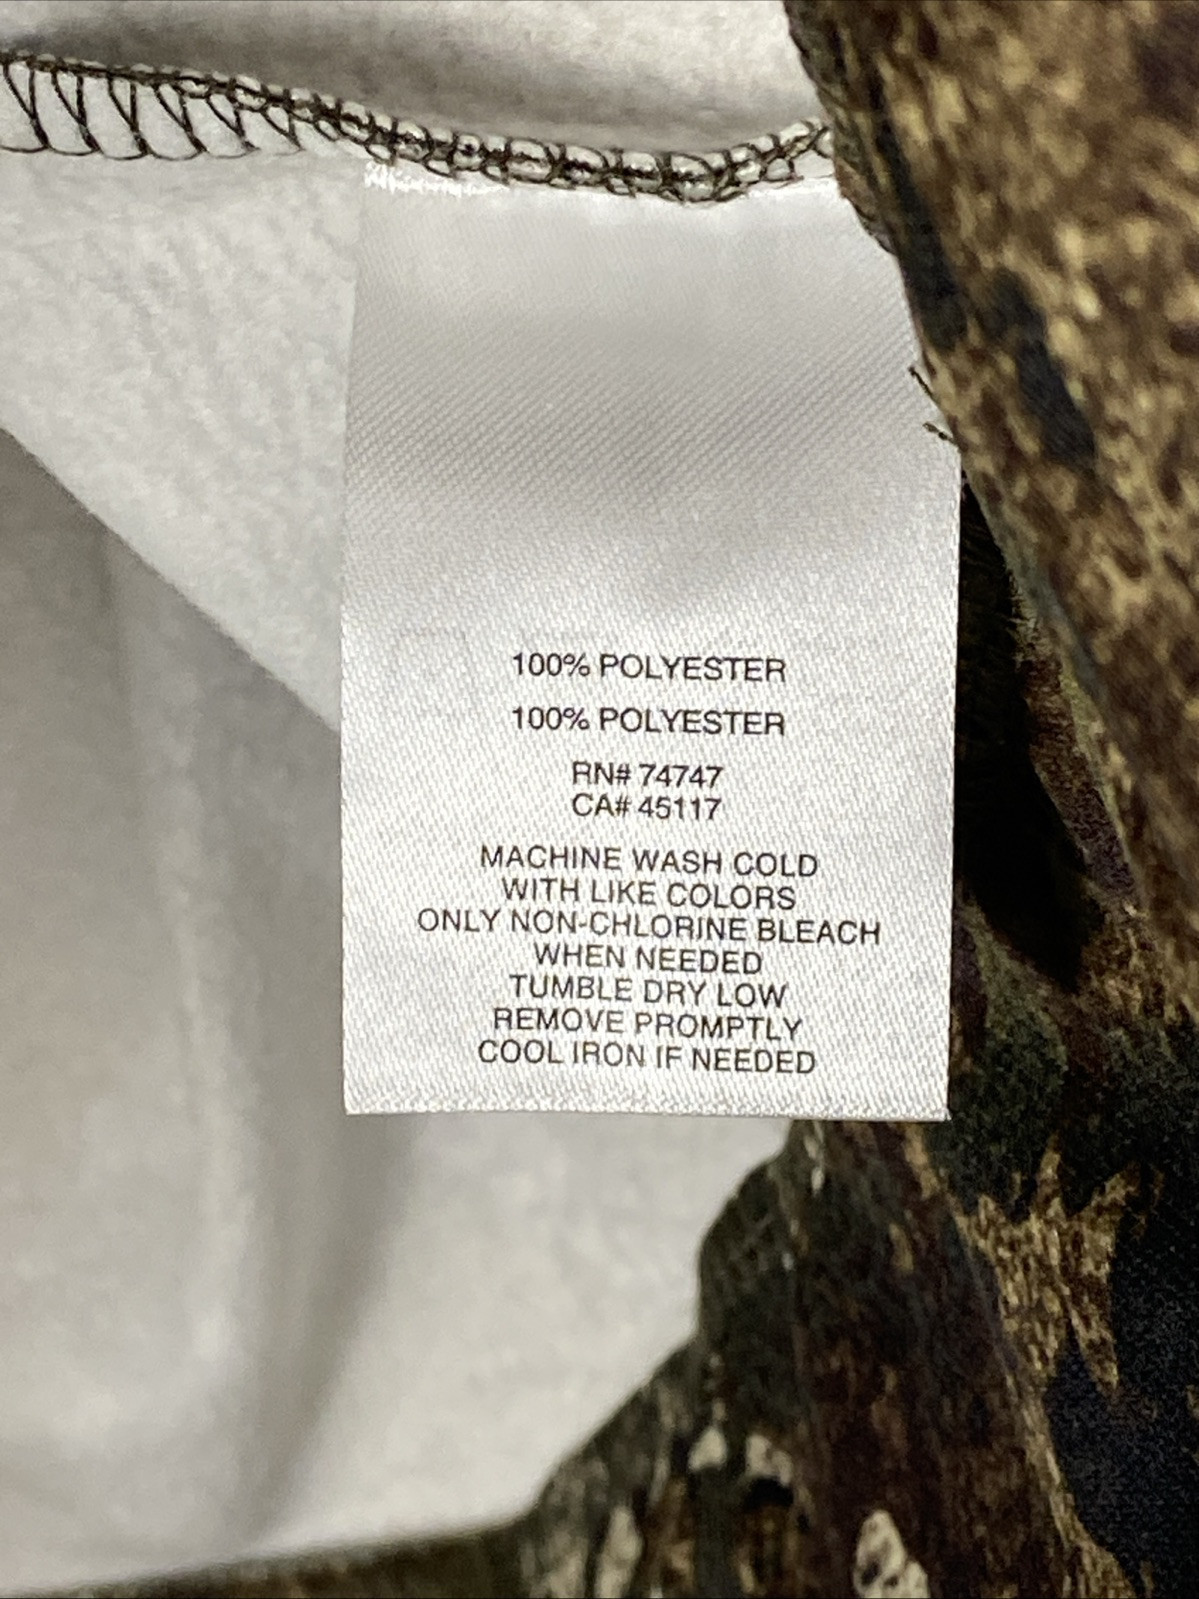 100% POLYESTER
100% POLYESTER
RN# 74747
CA# 45117
MACHINE WASH COLD
WITH LIKE COLORS
ONLY NON-CHLORINE BLEACH
WHEN NEEDED
TUMBLE DRY LOW
REMOVE PROMPTLY
COOL IRON IF NEEDED